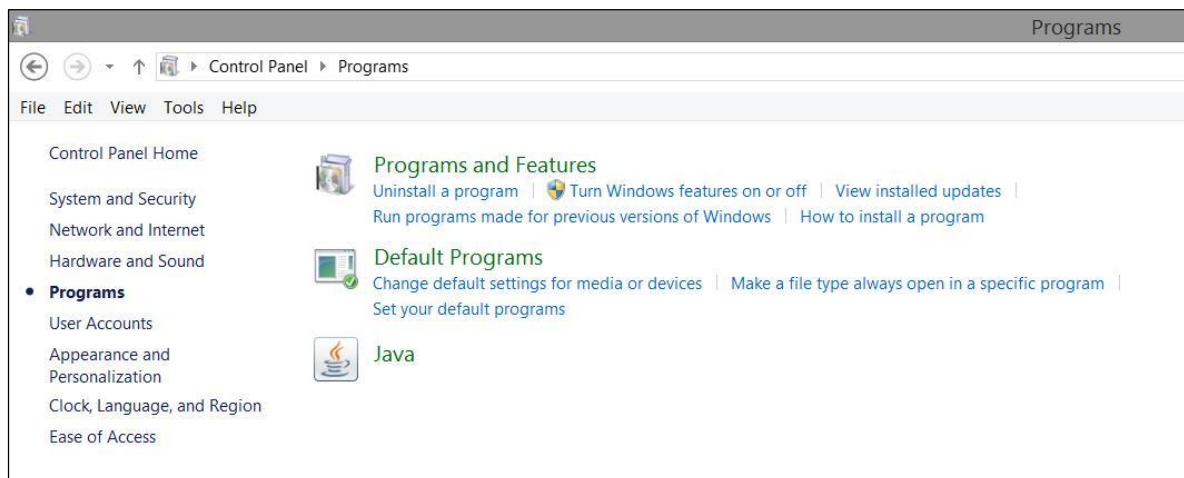 Programs
Control Panel Programs
File Edit View Tools Help
Control Panel Home
System and Security
Network and Internet
Hardware and Sound
Programs
User Accounts
Appearance and
Personalization
Clock, Language, and Region
Ease of Access
Programs and Features
Uninstall a program Turn Windows features on or off View installed updates
Run programs made for previous versions of Windows How to install a program
Default Programs
Change default settings for media or devices Make a file type always open in a specific program
Set your default programs
Java